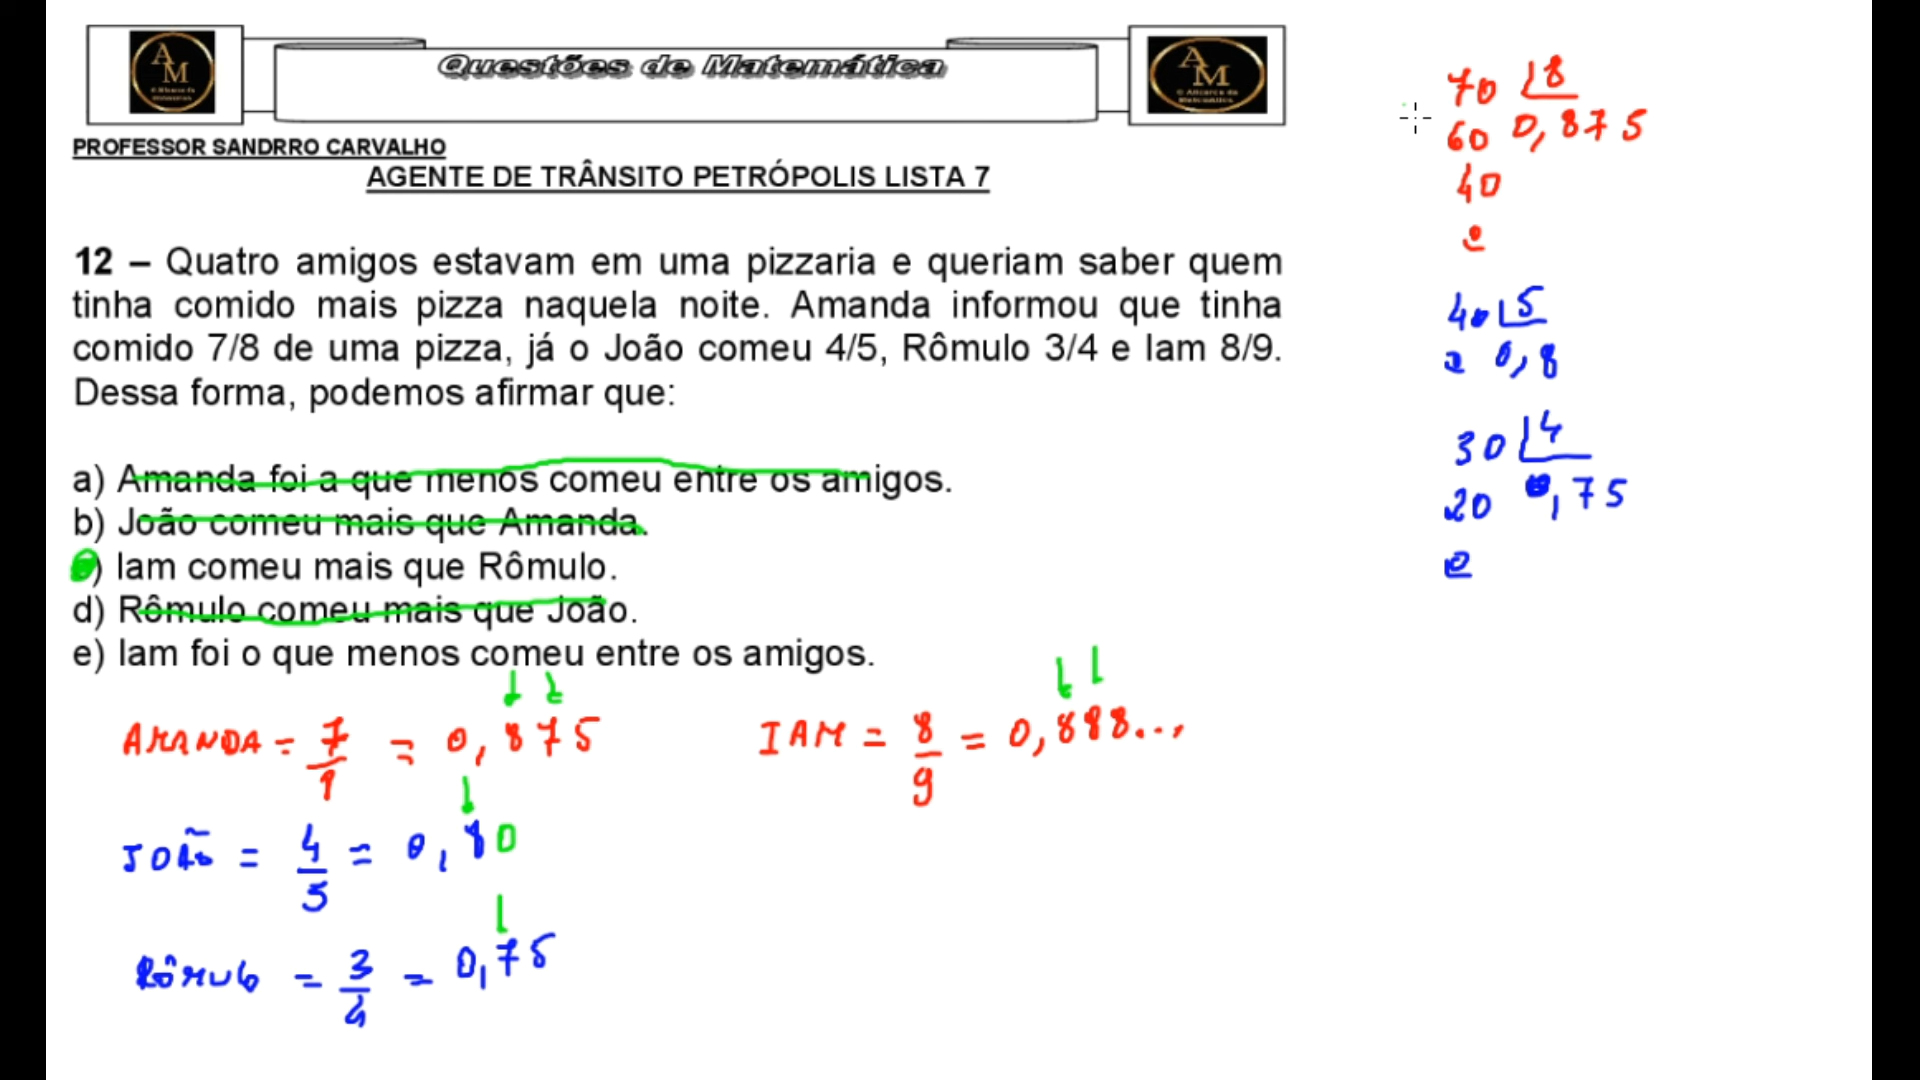 AM
Questões de Matemática
AM
PROFESSOR SANDRRO CARVALHO
AGENTE DE TRÂNSITO PETRÓPOLIS LISTA 7
12 – Quatro amigos estavam em uma pizzaria e queriam saber quem
tinha comido mais pizza naquela noite. Amanda informou que tinha
comido 7/8 de uma pizza, já o João comeu 4/5, Rômulo 3/4 e Iam 8/9.
Dessa forma, podemos afirmar que:
a) Amanda foi a que menos comeu entre os amigos.
b) João comeu mais que Amanda.
) Iam comeu mais que Rômulo.
d) Rômulo comeu mais que João.
e) Iam foi o que menos comeu entre os amigos.
AMANDA = 7/8 = 0,875
IAM = 8/9 = 0,888...
JOÃO = 4/5 = 0,80
RÔMULO = 3/4 = 0,75
70 8
60 0,875
40
0
40 5
0 0,8
30 4
20 0,75
0